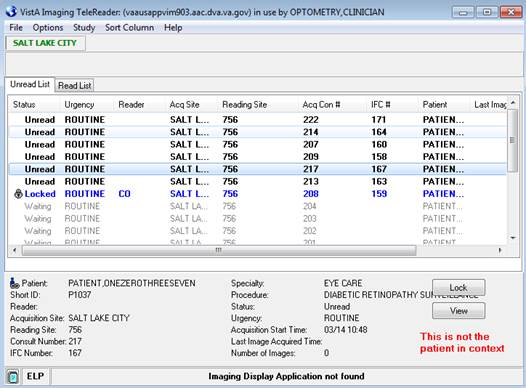 VistA Imaging TeleReader: (vaausappvim903.aac.dva.va.gov) in use by OPTOMETRY,CLINICIAN
File Options Study Sort Column Help
SALT LAKE CITY
Unread List Read List
Status Urgency Reader Acq Site Reading Site Acq Con # IFC # Patient Last Imag
Unread ROUTINE SALT L... 756 222 171 PATIEN...
Unread ROUTINE SALT L... 756 214 164 PATIEN...
Unread ROUTINE SALT L... 756 207 160 PATIEN...
Unread ROUTINE SALT L... 756 209 158 PATIEN...
Unread ROUTINE SALT L... 756 217 167 PATIEN...
Unread ROUTINE SALT L... 756 213 163 PATIEN...
Locked ROUTINE CO SALT L... 756 208 159 PATIEN...
Waiting ROUTINE SALT LA... 756 204 PATIENT...
Waiting ROUTINE SALT LA... 756 203 PATIENT...
Waiting ROUTINE SALT LA... 756 202 PATIENT...
Waiting ROUTINE SALT LA... 756 201 PATIENT...
Patient: PATIENT,ONEZEROTHREESEVEN Specialty: EYE CARE Lock
Short ID: P1037 Procedure: DIABETIC RETINOPATHY SURVEILLANCE
Reader: Status: Unread View
Acquisition Site: SALT LAKE CITY Urgency: ROUTINE
Reading Site: 756 Acquisition Start Time: 03/14 10:48
Consult Number: 217 Last Image Acquired Time:
IFC Number: 167 Number of Images: 0
This is not the
patient in context
ELP Imaging Display Application not found